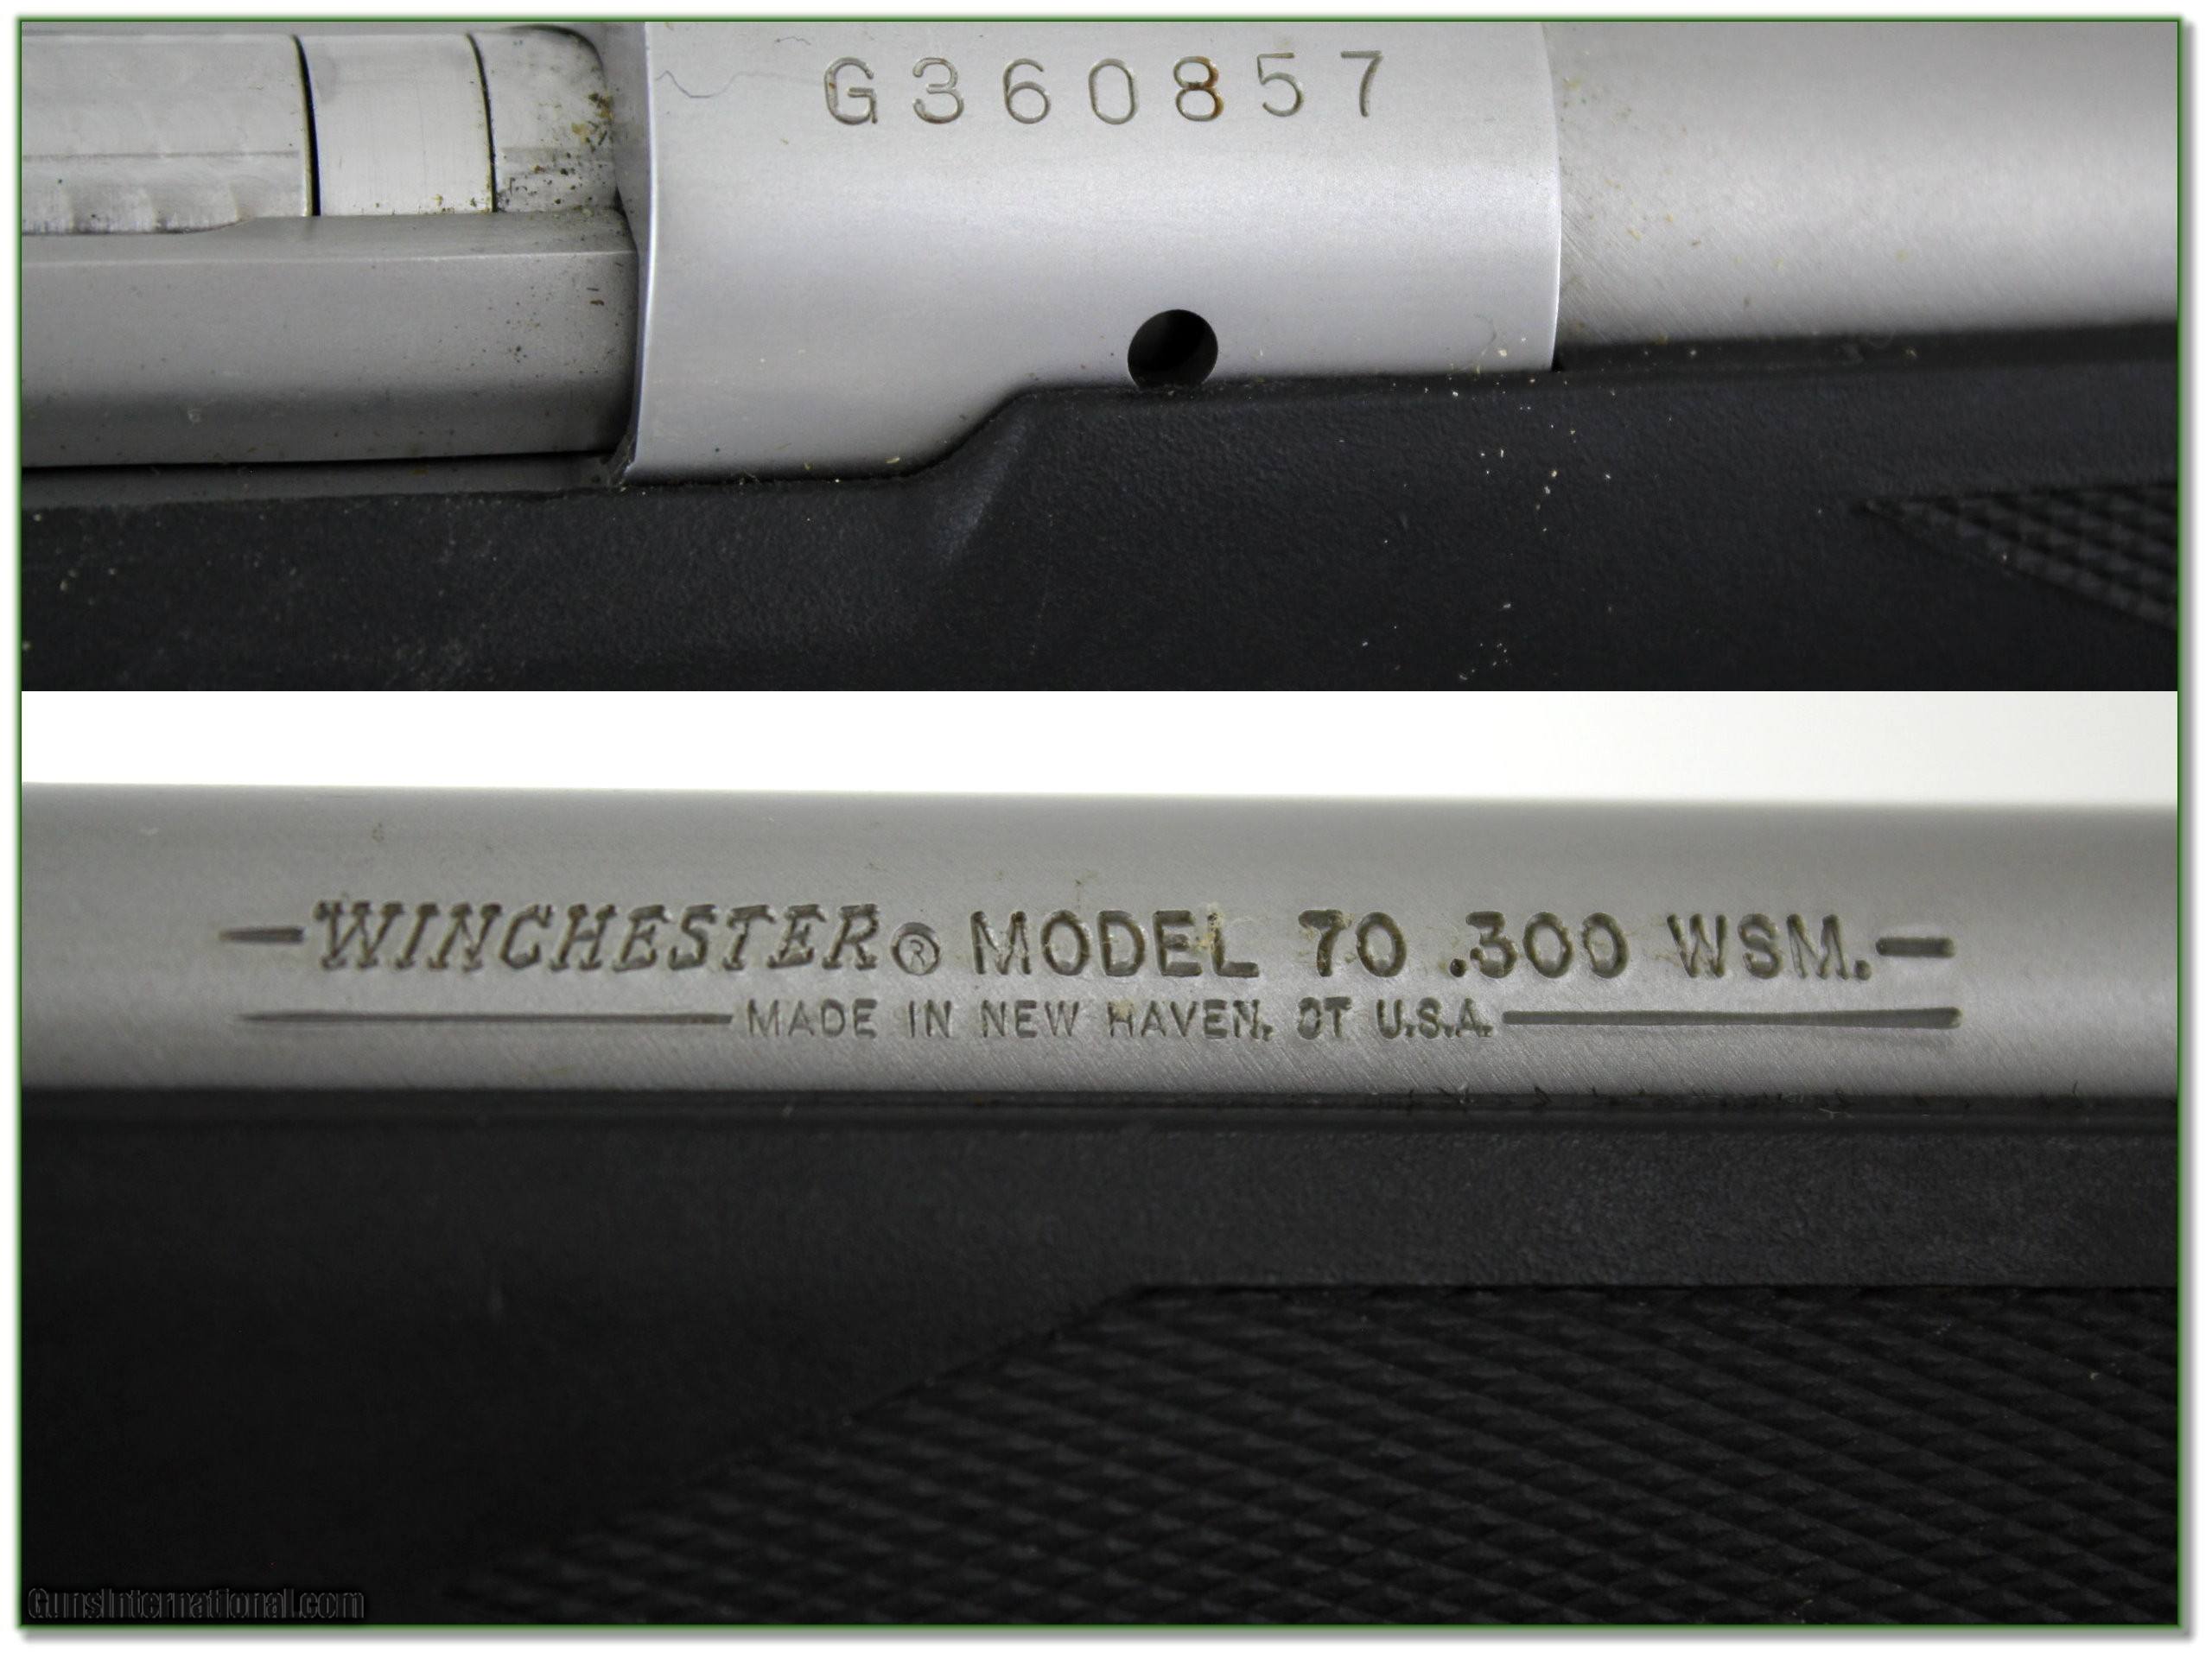 G360857
WINCHESTER® MODEL 70 .300 WSM.
MADE IN NEW HAVEN, CT U.S.A.
GunsInternational.com